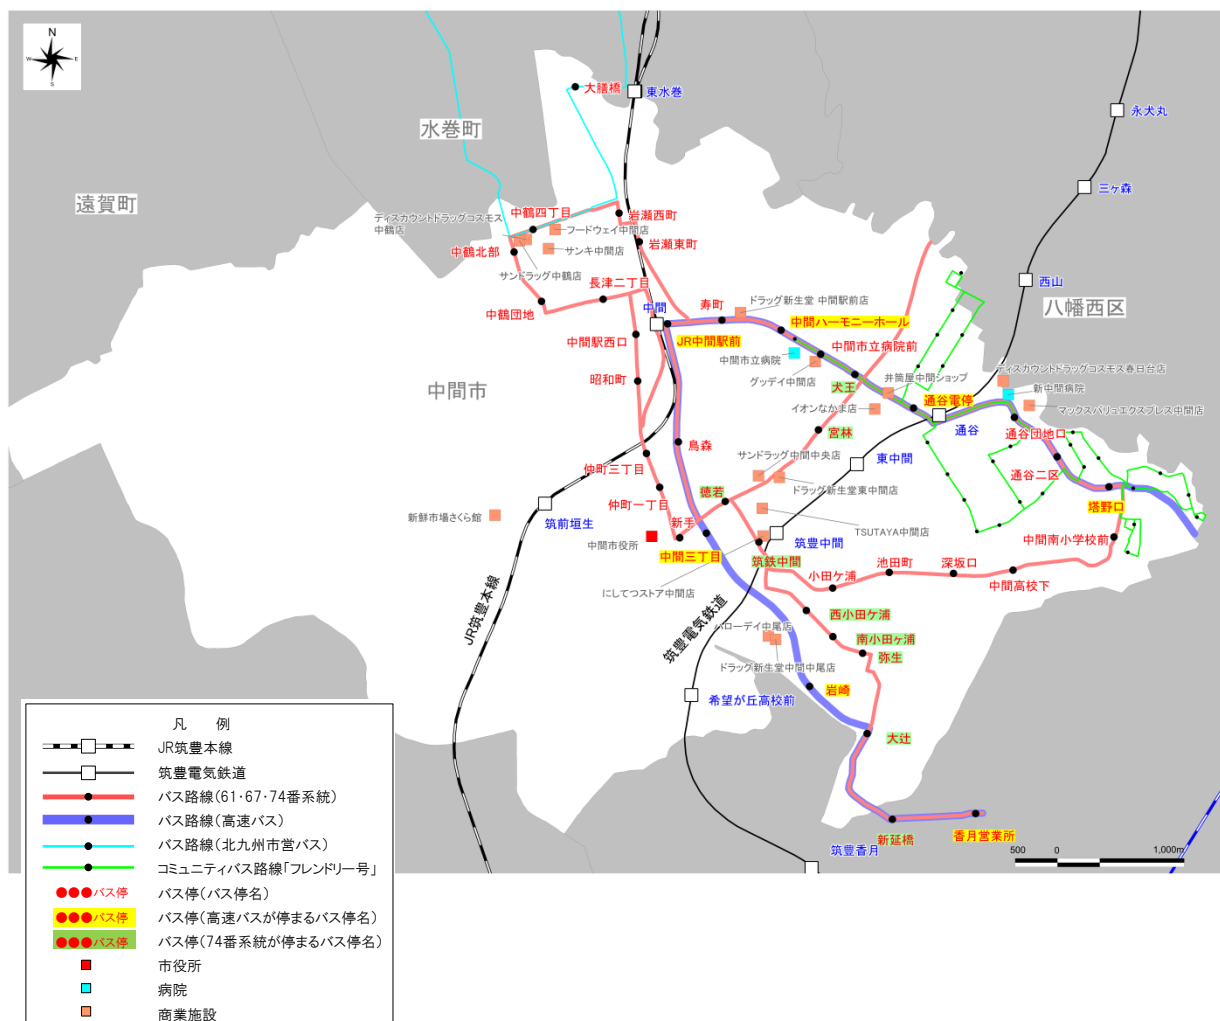 N
W
E
S
大膳橋
東水巻
永犬丸
水巻町
三ヶ森
遠賀町
中鶴四丁目
岩瀬西町
ディスカウントドラッグコスモス
中鶴店
フードウェイ中間店
岩瀬東町
中鶴北部
サンキ中間店
サンドラッグ中鶴店
長津二丁目
西山
八幡西区
中鶴団地
中間
寿町
ドラッグ新生堂 中間駅前店
中間ハーモニーホール
中間駅西口
JR中間駅前
中間市立病院前
中間市立病院
グッデイ中間店
ディスカウントドラッグコスモス春日台店
昭和町
犬王
井筒屋中間ショップ
新中間病院
中間市
イオンなかま店
通谷電停
マックスバリュエクスプレス中間店
宮林
通谷
通谷団地口
鳥森
サンドラッグ中間中央店
東中間
仲町三丁目
通谷二区
ドラッグ新生堂東中間店
徳若
仲町一丁目
塔野口
新鮮市場さくら館
筑前垣生
新手
TSUTAYA中間店
中間市役所
筑豊中間
中間南小学校前
中間三丁目
筑鉄中間
池田町
深坂口
小田ケ浦
中間高校下
にしてつストア中間店
JR筑豊本線
筑豊電気鉄道
西小田ケ浦
ハローデイ中尾店
南小田ヶ浦
弥生
ドラッグ新生堂中間中尾店
岩崎
希望が丘高校前
大辻
新延橋
香月営業所
筑豊香月
500
0
1,000m
凡 例
JR筑豊本線
筑豊電気鉄道
バス路線(61・67・74番系統)
バス路線(高速バス)
バス路線(北九州市営バス)
コミュニティバス路線「フレンドリー号」
●●●バス停 バス停(バス停名)
●●●バス停 バス停(高速バスが停まるバス停名)
●●●バス停 バス停(74番系統が停まるバス停名)
市役所
病院
商業施設